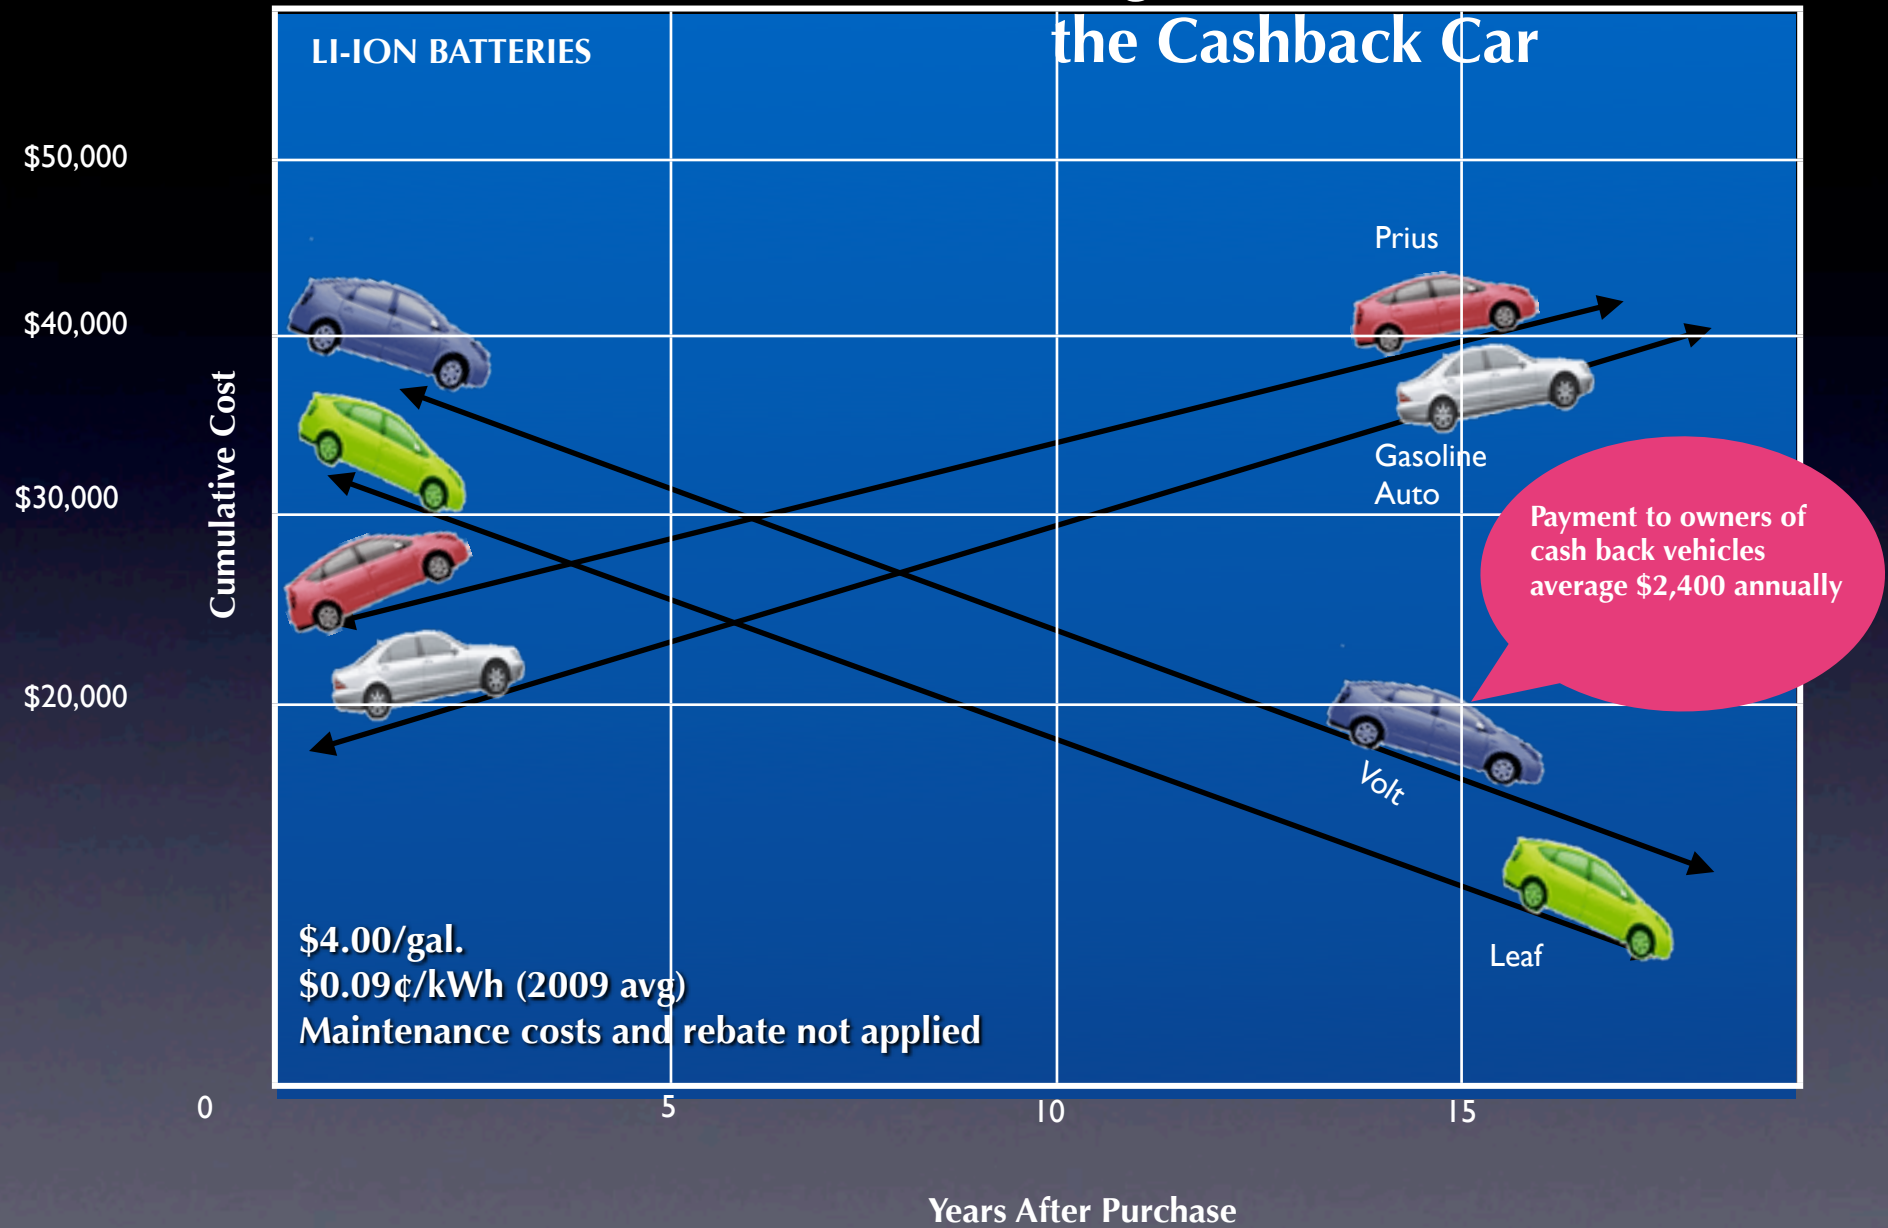 the Cashback Car
LI-ION BATTERIES
$50,000
$40,000
$30,000
$20,000
Cumulative Cost
Prius
Gasoline
Auto
Payment to owners of
cash back vehicles
average $2,400 annually
Volt
Leaf
$4.00/gal.
$0.09¢/kWh (2009 avg)
Maintenance costs and rebate not applied
0
5
10
15
Years After Purchase